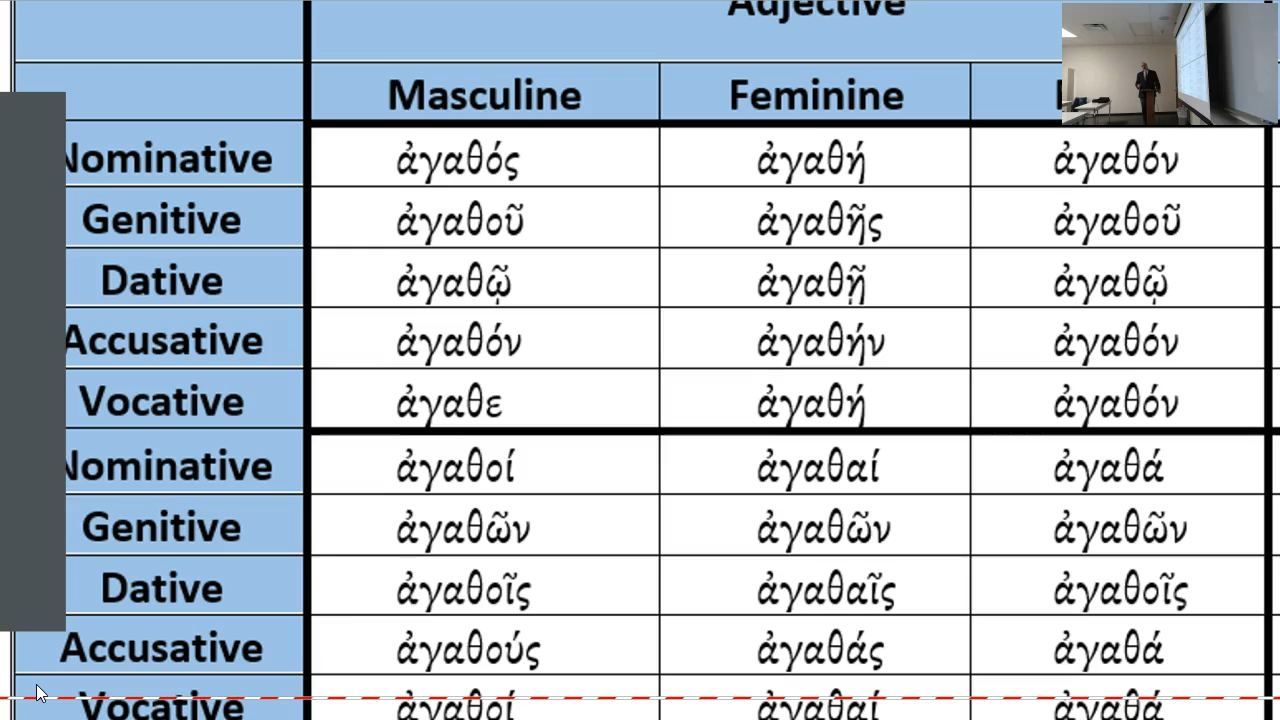 Adjective
Masculine Feminine
Nominative ἀγαθός ἀγαθή ἀγαθόν
Genitive ἀγαθοῦ ἀγαθῆς ἀγαθοῦ
Dative ἀγαθῷ ἀγαθῇ ἀγαθῷ
Accusative ἀγαθόν ἀγαθήν ἀγαθόν
Vocative ἀγαθε ἀγαθή ἀγαθόν
Nominative ἀγαθοί ἀγαθαί ἀγαθά
Genitive ἀγαθῶν ἀγαθῶν ἀγαθῶν
Dative ἀγαθοῖς ἀγαθαῖς ἀγαθοῖς
Accusative ἀγαθούς ἀγαθάς ἀγαθά
Vocative ἀγαθοί ἀγαθαί ἀγαθά